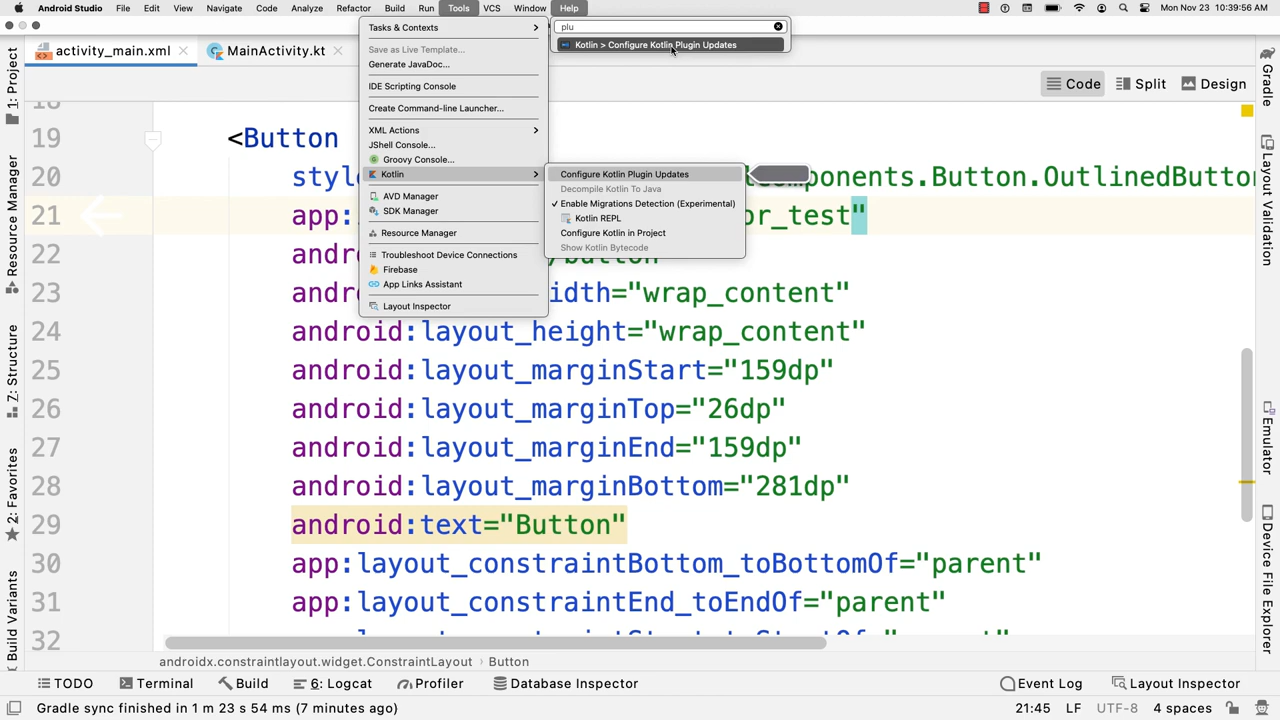 Android Studio File Edit View Navigate Code Analyze Refactor Build Run Tools VCS Window Help Mon Nov 23 10:39:56 AM
plu
Kotlin > Configure Kotlin Plugin Updates
activity_main.xml MainActivity.kt
Code Split Design
Tasks & Contexts
Save as Live Template...
Generate JavaDoc...
IDE Scripting Console
Create Command-line Launcher...
XML Actions
JShell Console...
Groovy Console...
Kotlin
AVD Manager
SDK Manager
Resource Manager
Troubleshoot Device Connections
Firebase
App Links Assistant
Layout Inspector
Configure Kotlin Plugin Updates
Decompile Kotlin To Java
✓ Enable Migrations Detection (Experimental)
Kotlin REPL
Configure Kotlin in Project
Show Kotlin Bytecode
1: Project
Resource Manager
Z: Structure
2: Favorites
Build Variants
19 <Button
20 styl components.Button.OutlinedButto
21 app: or_test"
22 andr /button"
23 andr idth="wrap_content"
24 android:layout_height="wrap_content"
25 android:layout_marginStart="159dp"
26 android:layout_marginTop="26dp"
27 android:layout_marginEnd="159dp"
28 android:layout_marginBottom="281dp"
29 android:text="Button"
30 app:layout_constraintBottom_toBottomOf="parent"
31 app:layout_constraintEnd_toEndOf="parent"
32
Gradle
Layout Validation
Emulator
Device File Explorer
androidx.constraintlayout.widget.ConstraintLayout › Button
TODO Terminal Build 6: Logcat Profiler Database Inspector Event Log Layout Inspector
Gradle sync finished in 1 m 23 s 54 ms (7 minutes ago) 21:45 LF UTF-8 4 spaces